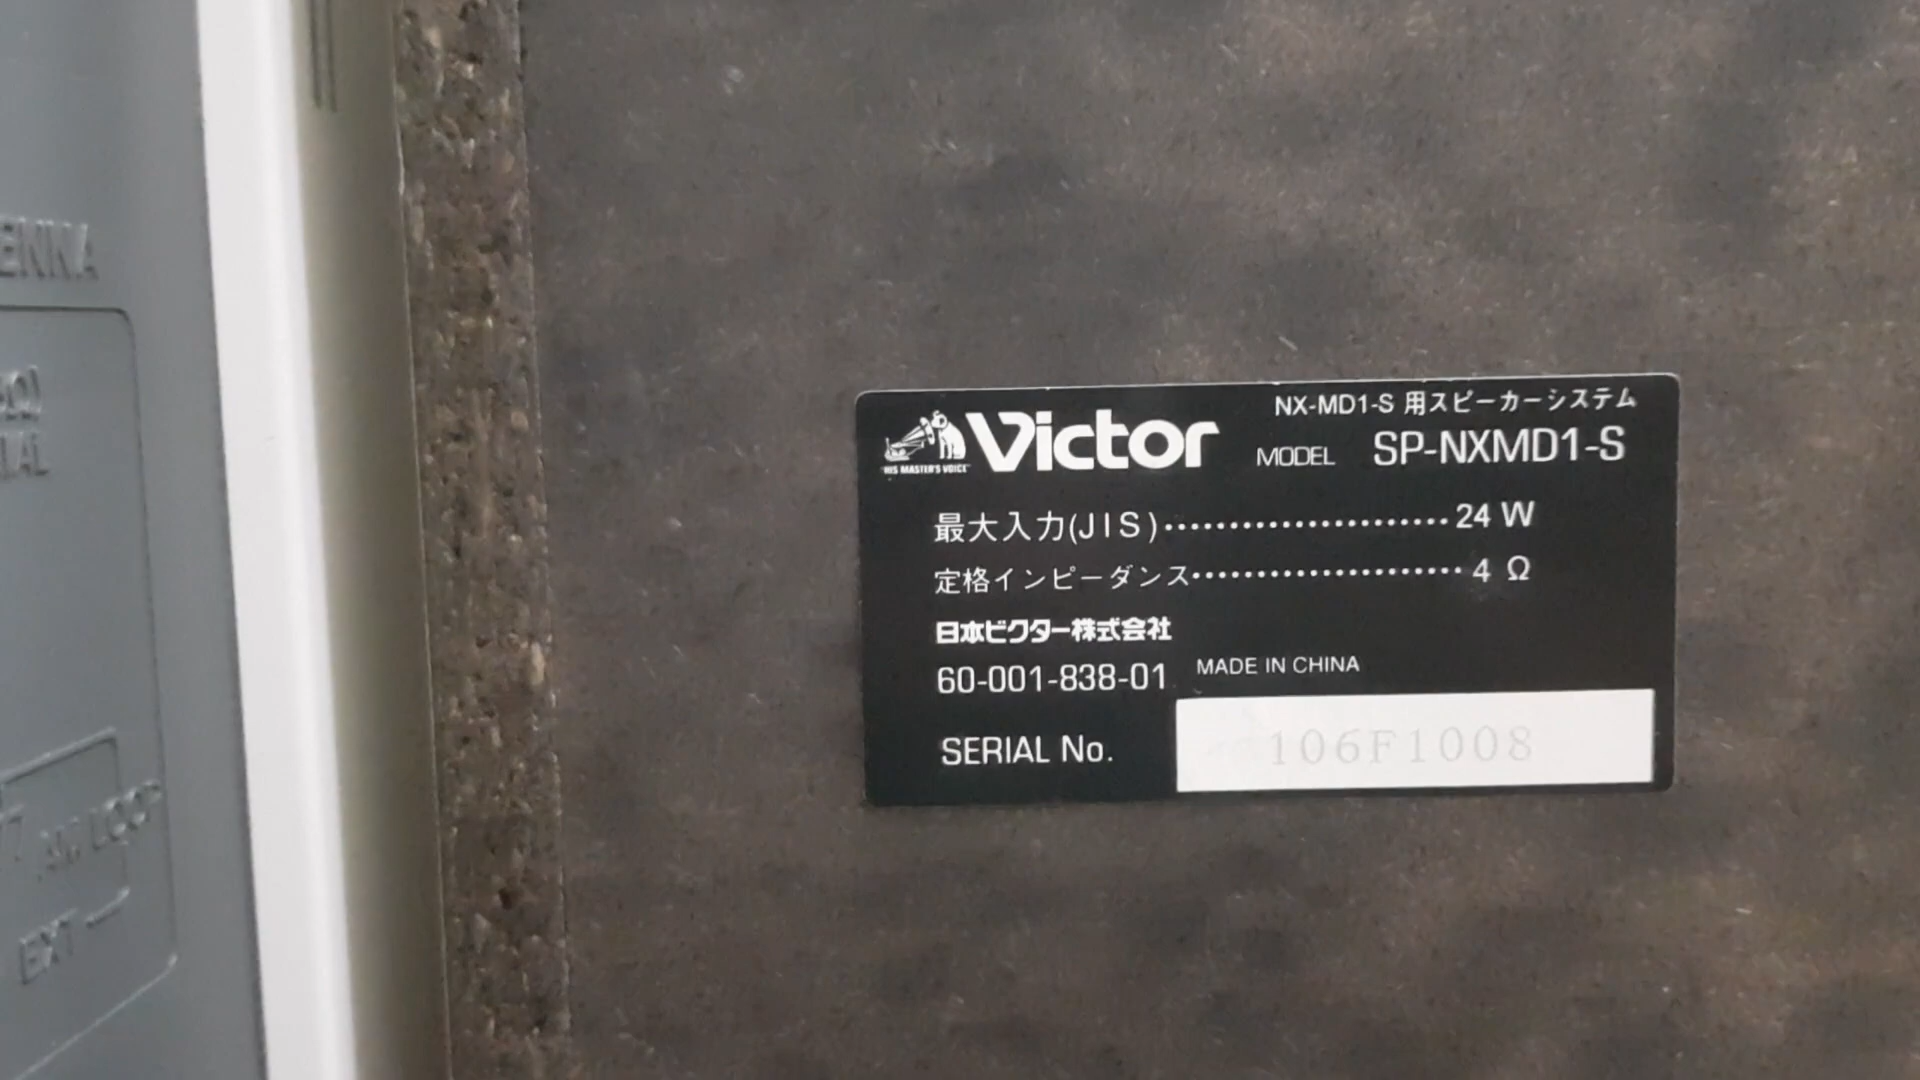 NX-MD1-S 用スピーカーシステム
HIS MASTER'S VOICE
Victor
MODEL SP-NXMD1-S
最大入力(JIS)······················24 W
定格インピーダンス·····················4 Ω
日本ビクター株式会社
60-001-838-01 MADE IN CHINA
SERIAL No. 106F1008
ENNA
AM LOOP
EXT